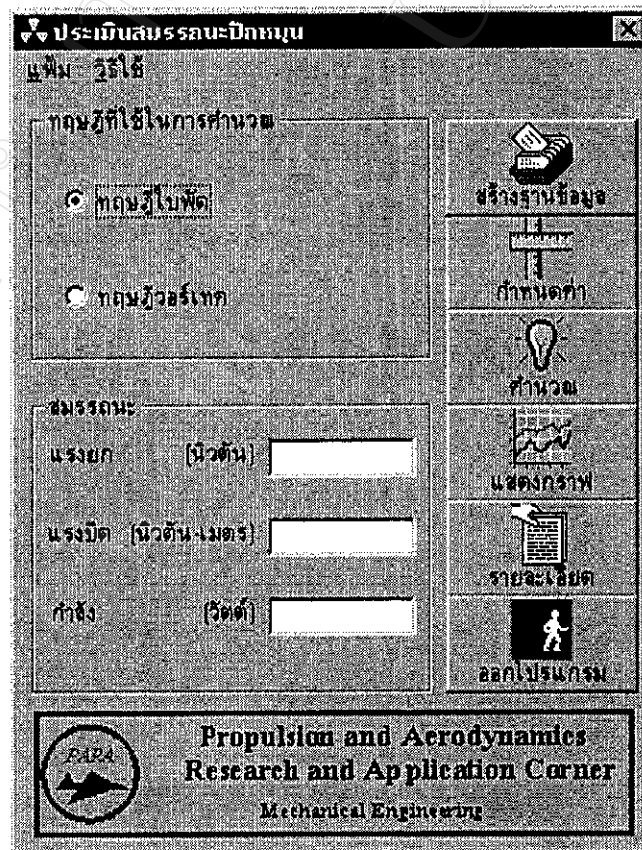 ประเมินสมรรถนะปีกหมุน
แฟ้ม วิธีใช้
ทฤษฎีที่ใช้ในการคำนวณ
ทฤษฎีใบพัด
ทฤษฎีวอร์เทค
สมรรถนะ
แรงยก (นิวตัน)
แรงบิด (นิวตัน-เมตร)
กำลัง (วัตต์)
สร้างฐานข้อมูล
กำหนดค่า
คำนวณ
แสดงกราฟ
รายละเอียด
ออกโปรแกรม
PAPA
Propulsion and Aerodynamics
Research and Application Corner
Mechanical Engineering